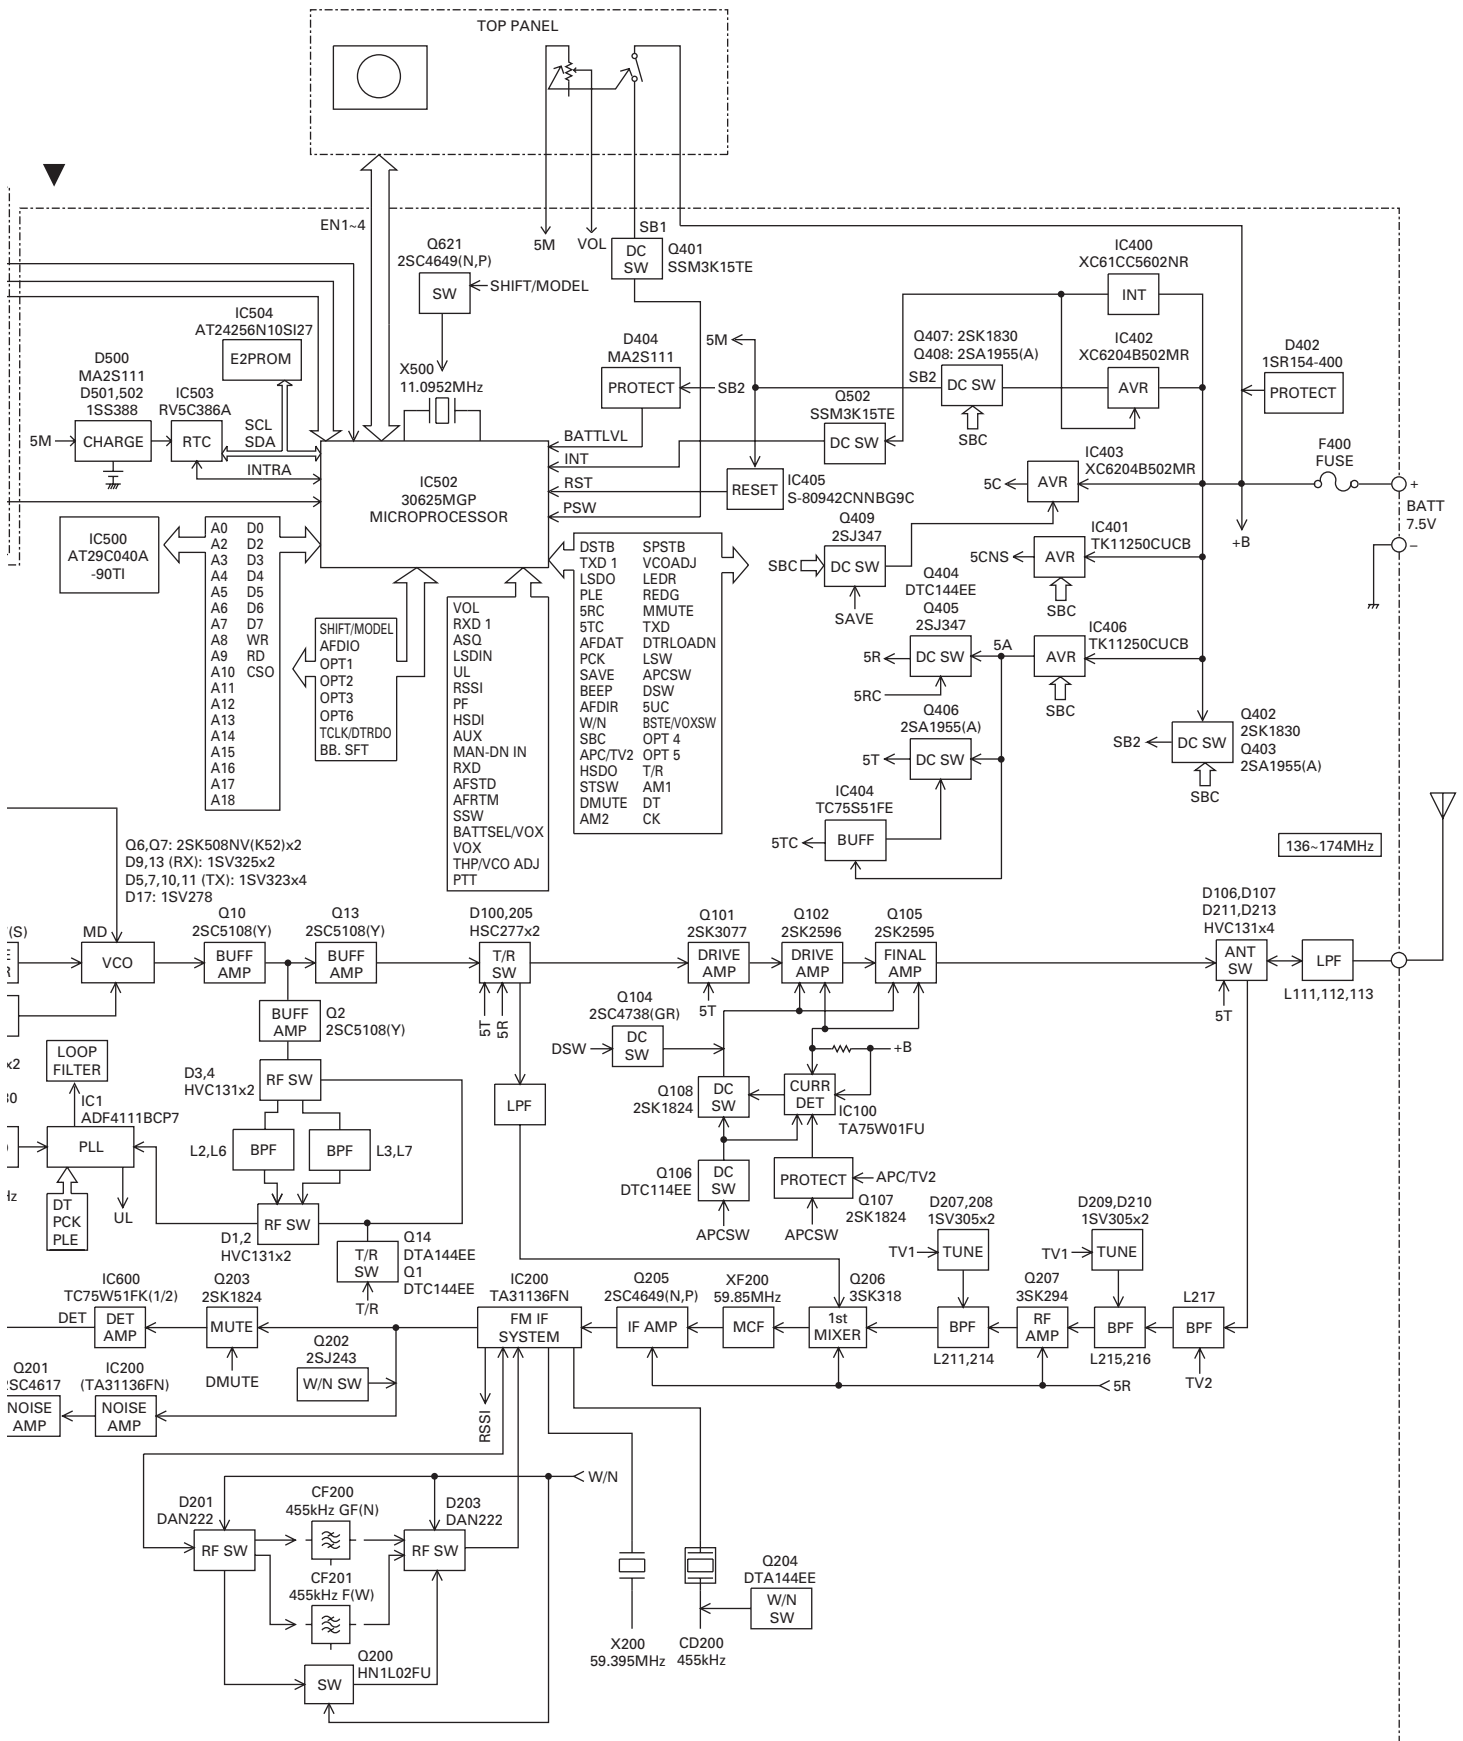 TOP PANEL
EN1~4
5M
VOL
SB1
DC
SW
Q401
SSM3K15TE
Q621
2SC4649(N,P)
SW
SHIFT/MODEL
X500
11.0952MHz
IC504
AT24256N10SI27
E2PROM
D500
MA2S111
D501,502
1SS388
5M
CHARGE
IC503
RV5C386A
RTC
SCL
SDA
INTRA
D404
MA2S111
PROTECT
5M
SB2
Q407: 2SK1830
Q408: 2SA1955(A)
SB2
DC SW
SBC
IC400
XC61CC5602NR
INT
IC402
XC6204B502MR
AVR
D402
1SR154-400
PROTECT
Q502
SSM3K15TE
DC SW
BATTLVL
INT
RST
PSW
RESET
IC405
S-80942CNNBG9C
IC403
XC6204B502MR
5C
AVR
F400
FUSE
+
BATT
7.5V
–
+B
IC502
30625MGP
MICROPROCESSOR
IC500
AT29C040A
-90TI
A0 D0
A2 D2
A3 D3
A4 D4
A5 D5
A6 D6
A7 D7
A8 WR
A9 RD
A10 CSO
A11
A12
A13
A14
A15
A16
A17
A18
SHIFT/MODEL
AFDIO
OPT1
OPT2
OPT3
OPT6
TCLK/DTRDO
BB. SFT
VOL
RXD 1
ASQ
LSDIN
UL
RSSI
PF
HSDI
AUX
MAN-DN IN
RXD
AFSTD
AFRTM
SSW
BATTSEL/VOX
VOX
THP/VCO ADJ
PTT
DSTB SPSTB
TXD 1 VCOADJ
LSDO LEDR
PLE REDG
5RC MMUTE
5TC TXD
AFDAT DTRLOADN
PCK LSW
SAVE APCSW
BEEP DSW
AFDIR 5UC
W/N BSTE/VOXSW
SBC OPT 4
APC/TV2 OPT 5
HSDO T/R
STSW AM1
DMUTE DT
AM2 CK
Q409
2SJ347
SBC
DC SW
SAVE
IC401
TK11250CUCB
5CNS
AVR
SBC
Q404
DTC144EE
Q405
2SJ347
5R
DC SW
5RC
5A
IC406
TK11250CUCB
AVR
SBC
Q406
2SA1955(A)
5T
DC SW
IC404
TC75S51FE
5TC
BUFF
SB2
DC SW
Q402
2SK1830
Q403
2SA1955(A)
SBC
136~174MHz
Q6,Q7: 2SK508NV(K52)x2
D9,13 (RX): 1SV325x2
D5,7,10,11 (TX): 1SV323x4
D17: 1SV278
(S)
E
R
MD
VCO
Q10
2SC5108(Y)
BUFF
AMP
Q13
2SC5108(Y)
BUFF
AMP
D100,205
HSC277x2
T/R
SW
5T
5R
Q101
2SK3077
DRIVE
AMP
5T
Q102
2SK2596
DRIVE
AMP
Q105
2SK2595
FINAL
AMP
D106,D107
D211,D213
HVC131x4
ANT
SW
5T
LPF
L111,112,113
BUFF
AMP
Q2
2SC5108(Y)
Q104
2SC4738(GR)
DSW
DC
SW
+B
x2
LOOP
FILTER
IC1
ADF4111BCP7
PLL
D3,4
HVC131x2
RF SW
L2,L6
BPF
BPF
L3,L7
LPF
Q108
2SK1824
DC
SW
CURR
DET
IC100
TA75W01FU
Q106
DTC114EE
DC
SW
APCSW
PROTECT
APC/TV2
Q107
2SK1824
APCSW
Hz
DT
PCK
PLE
UL
RF SW
D1,2
HVC131x2
T/R
SW
Q14
DTA144EE
Q1
DTC144EE
T/R
D207,208
1SV305x2
TV1
TUNE
D209,D210
1SV305x2
TV1
TUNE
IC600
TC75W51FK(1/2)
DET
DET
AMP
Q203
2SK1824
MUTE
DMUTE
IC200
TA31136FN
FM IF
SYSTEM
Q205
2SC4649(N,P)
IF AMP
XF200
59.85MHz
MCF
Q206
3SK318
1st
MIXER
BPF
L211,214
Q207
3SK294
RF
AMP
BPF
L215,216
L217
BPF
TV2
5R
Q202
2SJ243
W/N SW
Q201
2SC4617
NOISE
AMP
IC200
(TA31136FN)
NOISE
AMP
RSSI
W/N
D201
DAN222
RF SW
CF200
455kHz GF(N)
D203
DAN222
RF SW
CF201
455kHz F(W)
Q200
HN1L02FU
SW
X200
59.395MHz
CD200
455kHz
Q204
DTA144EE
W/N
SW